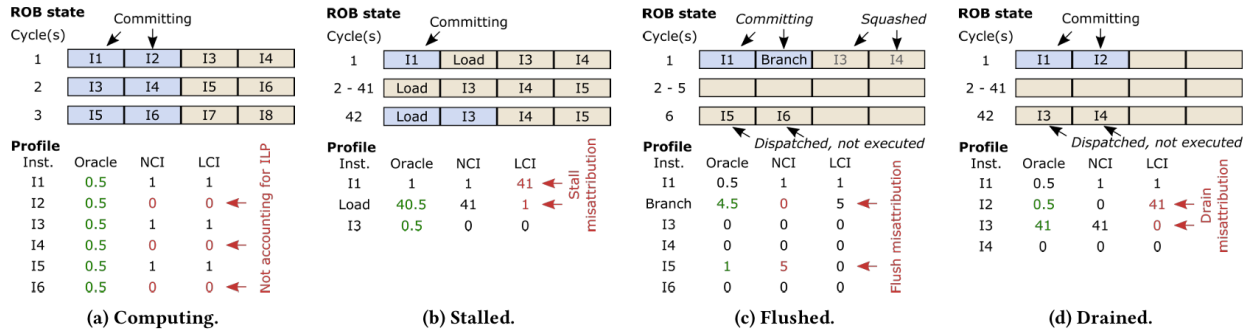 ROB state
Committing
Cycle(s)
1 I1 I2 I3 I4
2 I3 I4 I5 I6
3 I5 I6 I7 I8
Profile
Inst. Oracle NCI LCI
I1 0.5 1 1
I2 0.5 0 0
I3 0.5 1 1
I4 0.5 0 0
I5 0.5 1 1
I6 0.5 0 0
Not accounting for ILP
(a) Computing.
ROB state
Committing
Cycle(s)
1 I1 Load I3 I4
2 - 41 Load I3 I4 I5
42 Load I3 I4 I5
Profile
Inst. Oracle NCI LCI
I1 1 1 41
Load 40.5 41 1
I3 0.5 0 0
Stall
misattribution
(b) Stalled.
ROB state
Committing Squashed
Cycle(s)
1 I1 Branch I3 I4
2 - 5
6 I5 I6
Dispatched, not executed
Profile
Inst. Oracle NCI LCI
I1 0.5 1 1
Branch 4.5 0 5
I3 0 0 0
I4 0 0 0
I5 1 5 0
I6 0 0 0
Flush misattribution
(c) Flushed.
ROB state
Committing
Cycle(s)
1 I1 I2
2 - 41
42 I3 I4
Dispatched, not executed
Profile
Inst. Oracle NCI LCI
I1 0.5 1 1
I2 0.5 0 41
I3 41 41 0
I4 0 0 0
Drain
misattribution
(d) Drained.